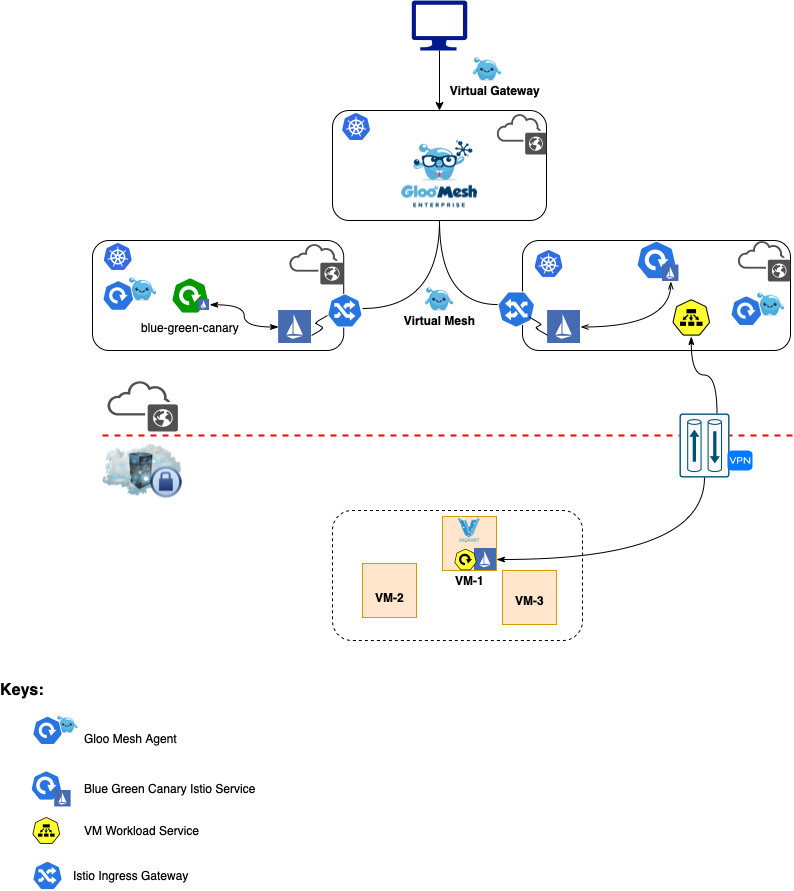 Virtual Gateway
Gloo Mesh
ENTERPRISE
blue-green-canary
Virtual Mesh
VPN
VAGRANT
VM-1
VM-2
VM-3
Keys:
Gloo Mesh Agent
Blue Green Canary Istio Service
VM Workload Service
Istio Ingress Gateway